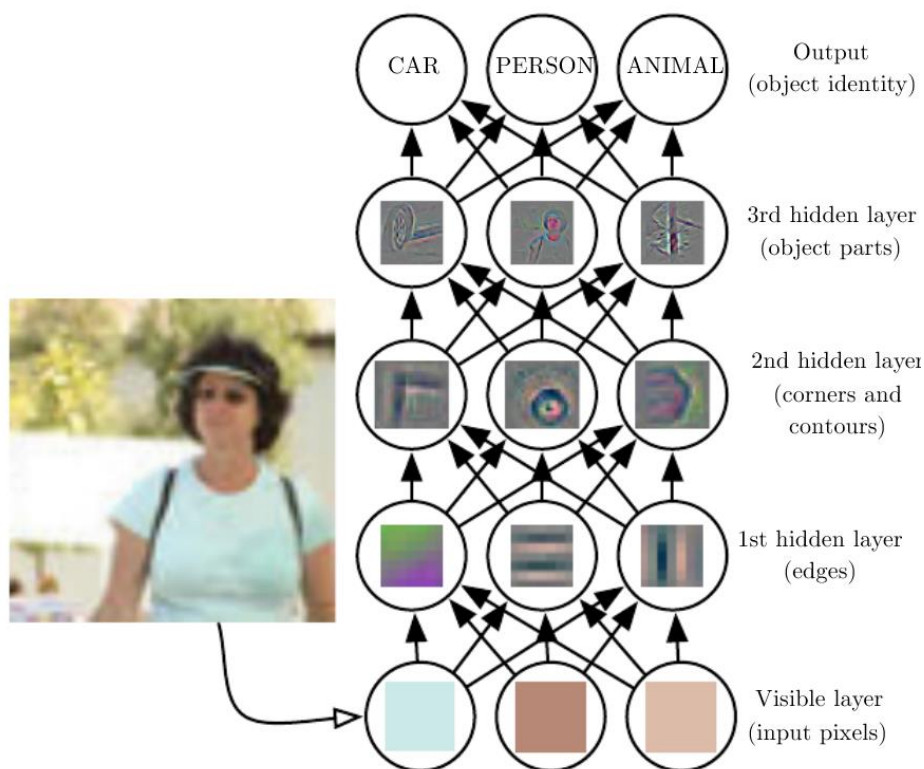 CAR
PERSON
ANIMAL
Output
(object identity)
3rd hidden layer
(object parts)
2nd hidden layer
(corners and
contours)
1st hidden layer
(edges)
Visible layer
(input pixels)